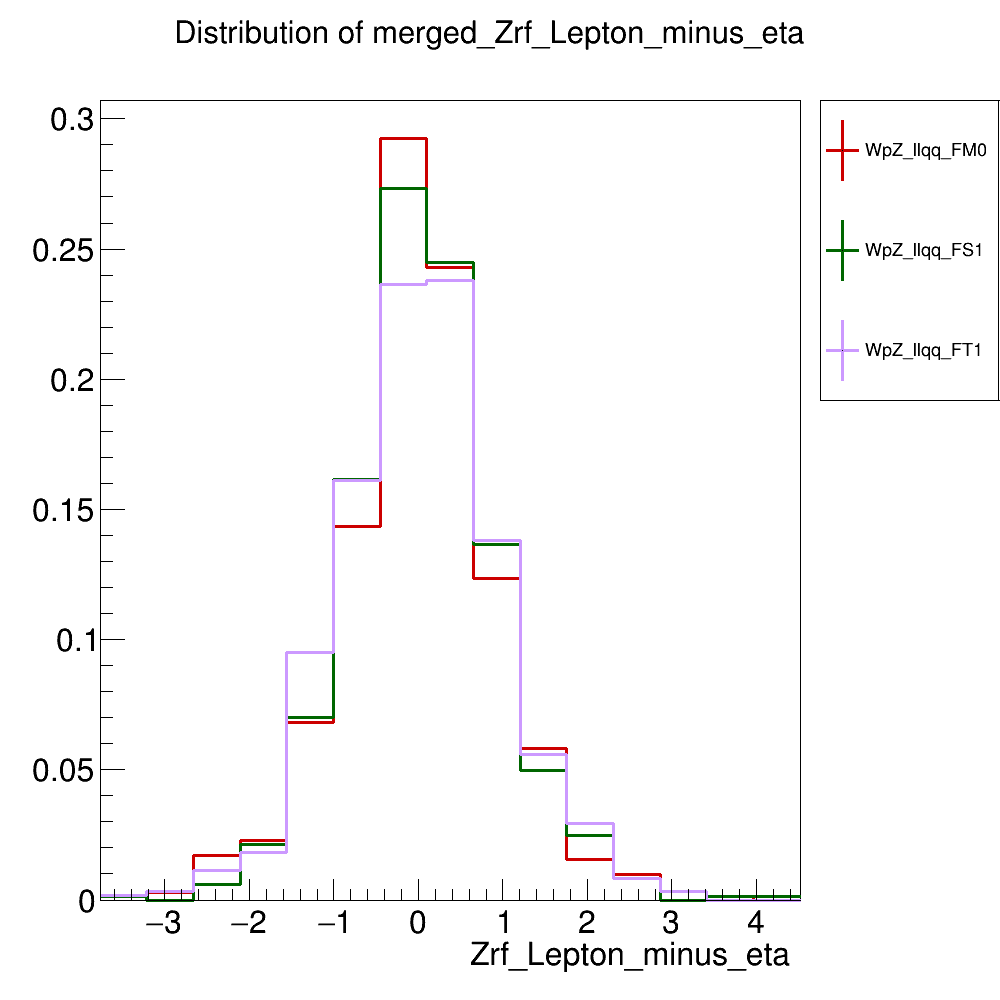 Distribution of merged_Zrf_Lepton_minus_eta
0.3
0.25
0.2
0.15
0.1
0.05
0
−3 −2 −1 0 1 2 3 4
Zrf_Lepton_minus_eta
WpZ_llqq_FM0
WpZ_llqq_FS1
WpZ_llqq_FT1